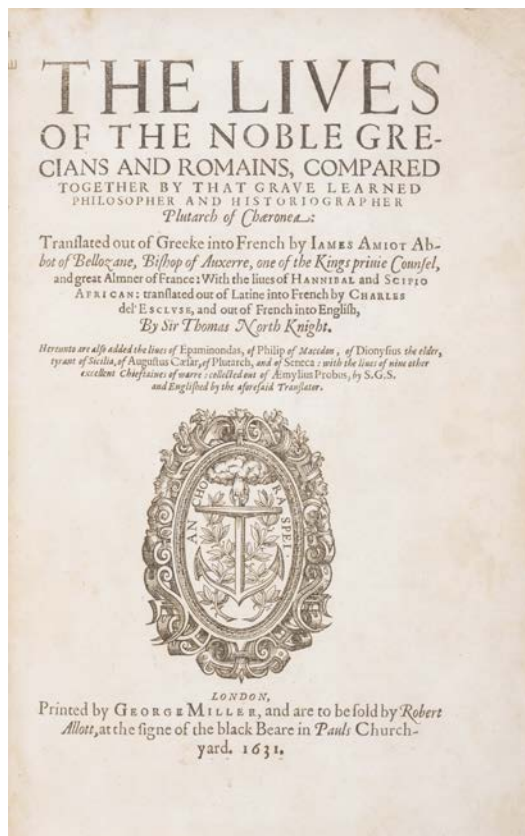 THE LIVES
OF THE NOBLE GRE-
CIANS AND ROMAINS, COMPARED
TOGETHER BY THAT GRAVE LEARNED
PHILOSOPHER AND HISTORIOGRAPHER
Plutarch of Chæronea:
Tranſlated out of Greeke into French by IAMES AMIOT Ab-
bot of Bellozane, Biſhop of Auxerre, one of the Kings priuie Counſel,
and great Almner of France: With the liues of HANNIBAL and SCIPIO
AFRICAN: tranſlated out of Latine into French by CHARLES
del'ESCLVSE, and out of French into Engliſh,
By Sir Thomas North Knight.
Hereunto are alſo added the liues of Epaminondas, of Philip of Macedon, of Dionyſius the elder,
tyrant of Sicilia, of Auguſtus Cæſar, of Plutarch, and of Seneca: with the liues of nine other
excellent Chieftaines of warre: collected out of Æmylius Probus, by S.G.S.
and Engliſhed by the aforeſaid Tranſlator.
ANCHORA SPEI.
LONDON,
Printed by GEORGE MILLER, and are to be ſold by Robert
Allott, at the ſigne of the black Beare in Pauls Church-
yard. 1631.